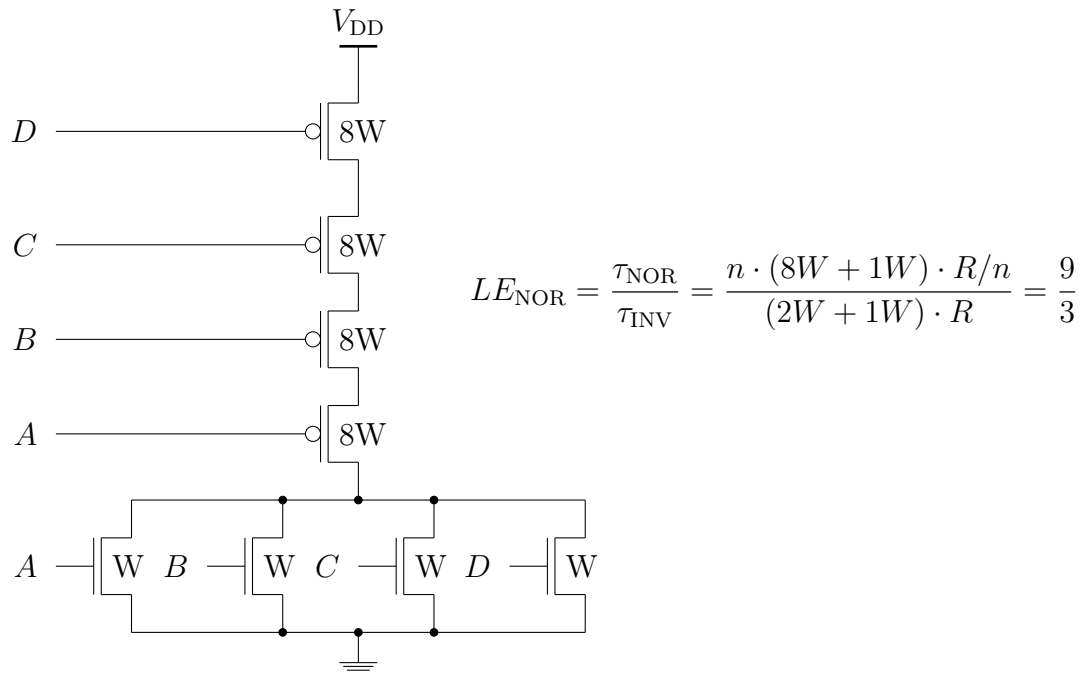 V_DD
D 8W
C 8W
B 8W
A 8W
LE_NOR = τ_NOR/τ_INV = n · (8W + 1W) · R/n / (2W + 1W) · R = 9/3
A W B W C W D W